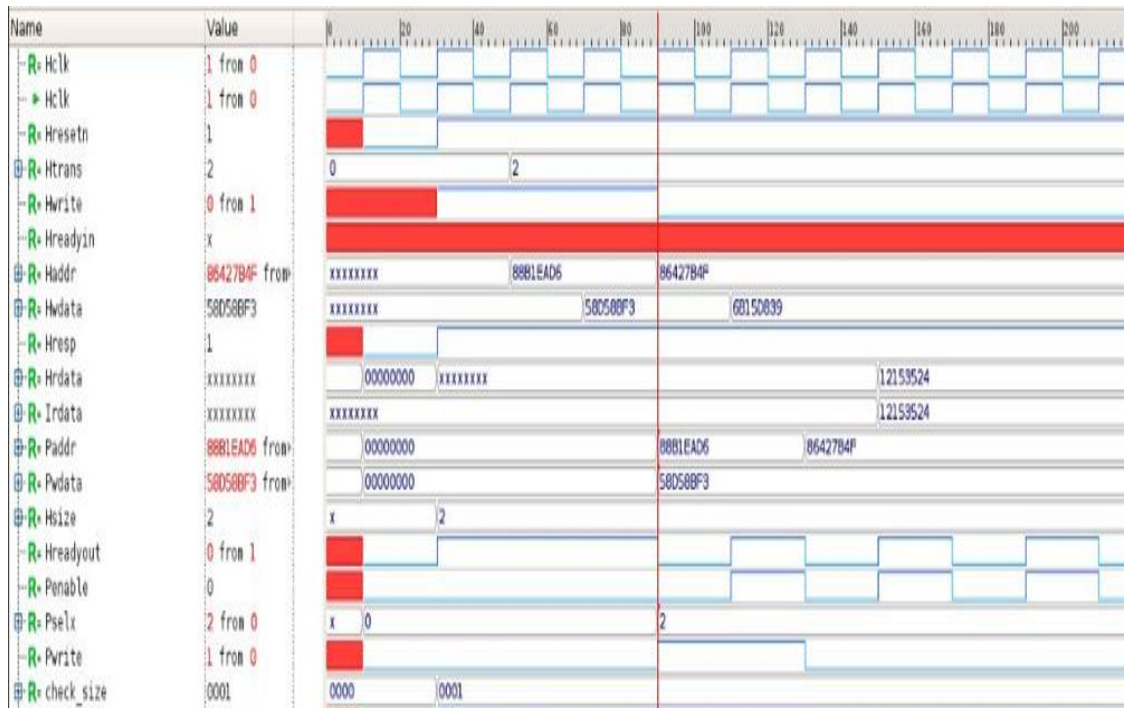 Name Value 0 20 40 60 80 100 120 140 160 180 200
R Hclk 1 from 0
Hclk 1 from 0
R Hresetn 1
R Htrans 2 0 2
R Hwrite 0 from 1
R Hreadyin x
R Haddr 86427B4F from xxxxxxxx 88B1EAD6 86427B4F
R Hwdata 58D58BF3 xxxxxxxx 58D58BF3 6B15D839
R Hresp 1
R Hrdata xxxxxxxx 00000000 xxxxxxxx 12153524
R Irdata xxxxxxxx xxxxxxxx 12153524
R Paddr 88B1EAD6 from 00000000 88B1EAD6 86427B4F
R Pwdata 58D58BF3 from 00000000 58D58BF3
R Hsize 2 x 2
R Hreadyout 0 from 1
R Penable 0
R Pselx 2 from 0 x 0 2
R Pwrite 1 from 0
R check_size 0001 0000 0001